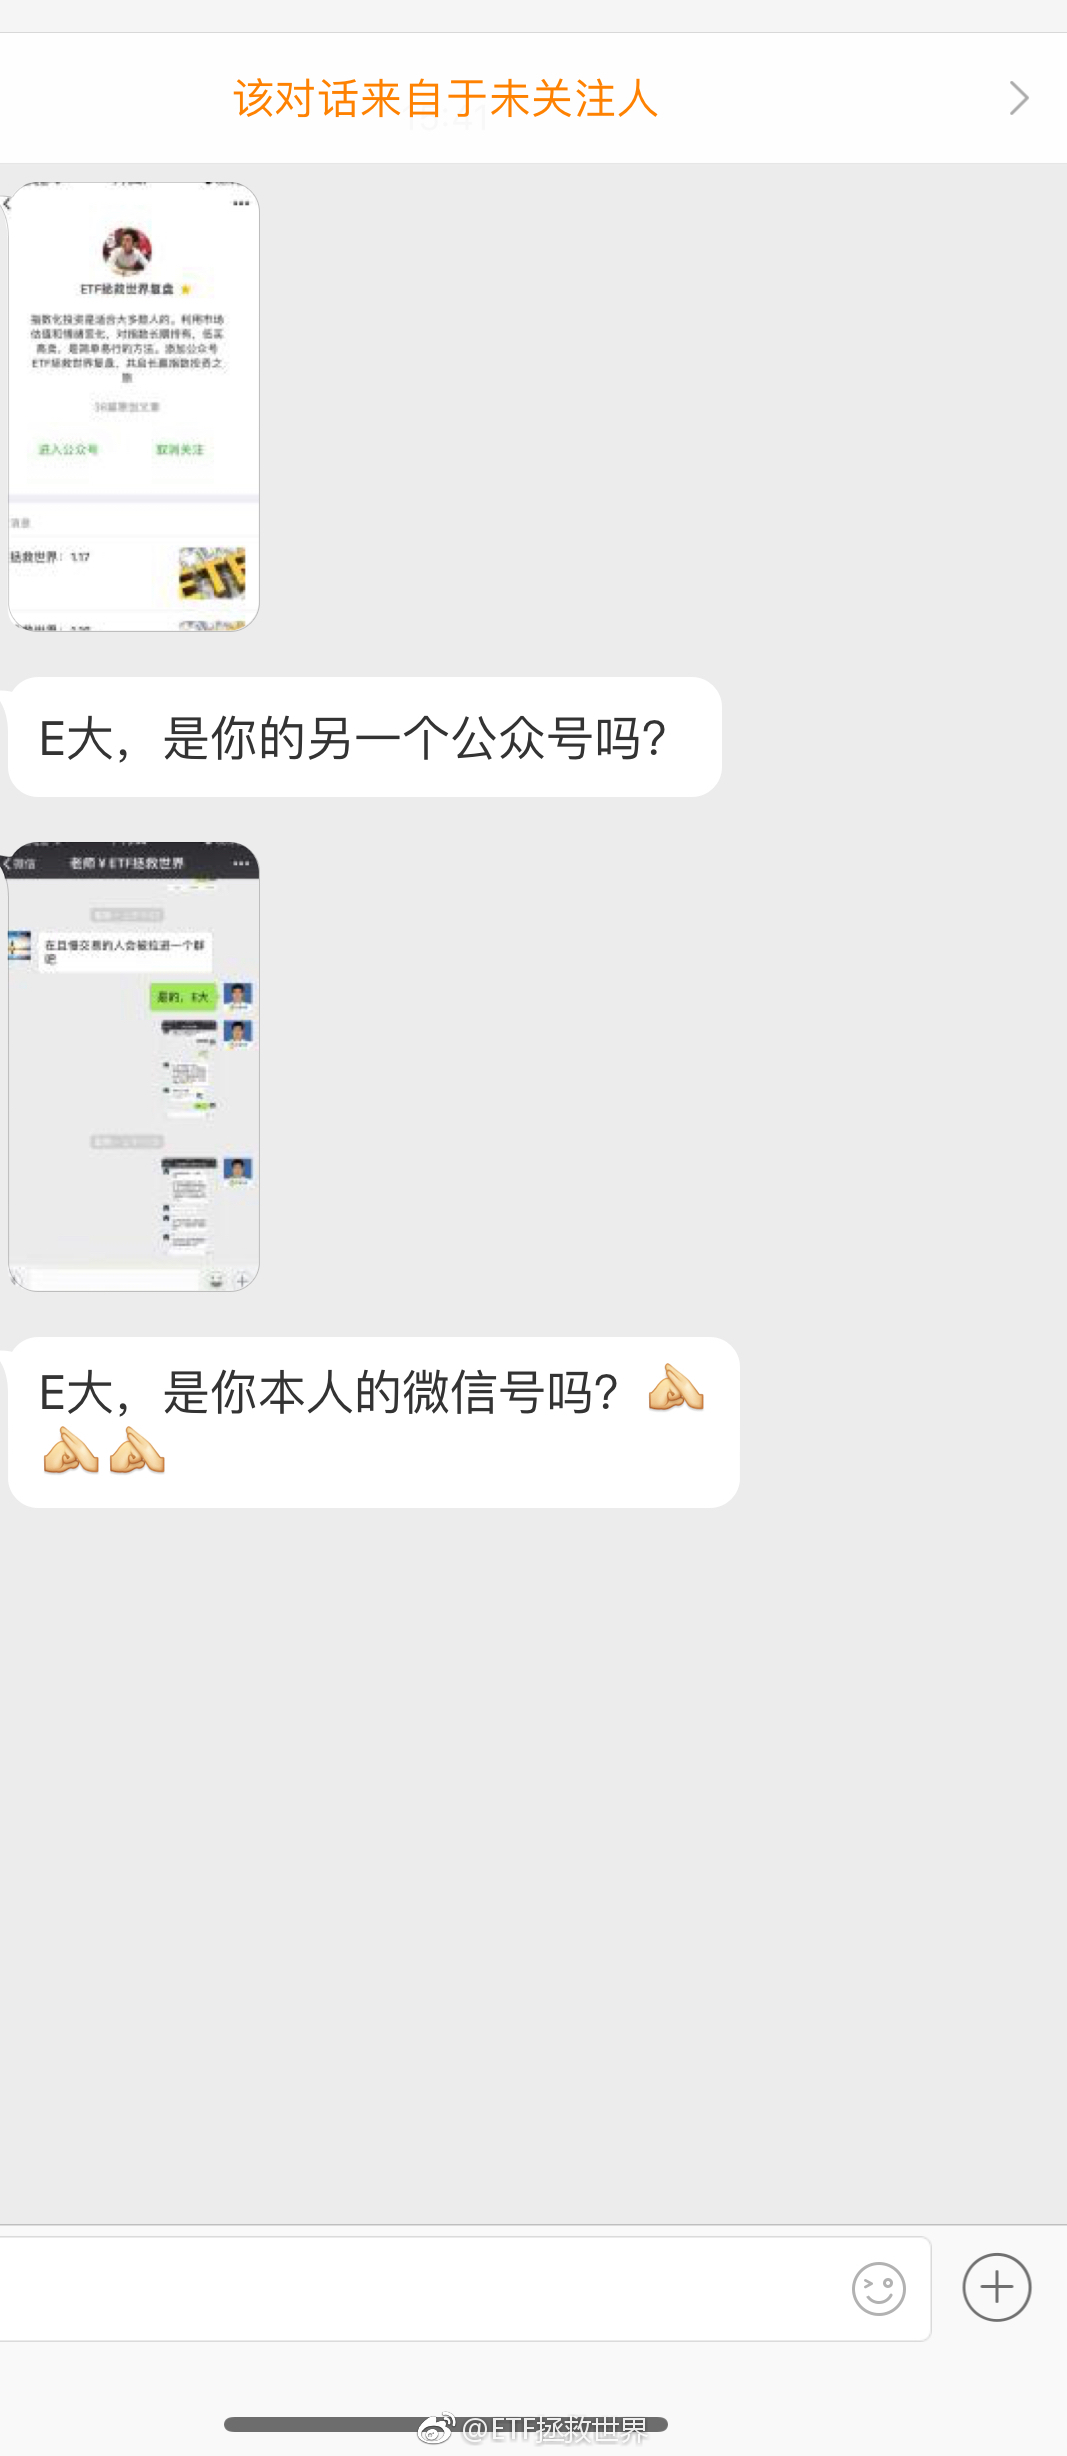 该对话来自于未关注人
ETF拯救世界复盘
指数化投资是适合大多数人的。利用市场
估值和情绪变化，对指数长期持有，低买
高卖，是简单易行的方法。添加公众号
ETF拯救世界复盘，共启长赢指数投资之
旅
36篇原创文章
进入公众号 取消关注
消息
拯救世界：1.17
E大，是你的另一个公众号吗？
微信 老师¥ETF拯救世界
在且慢交易的人会被拉进一个群
吧
是的，E大
E大，是你本人的微信号吗？
@ETF拯救世界